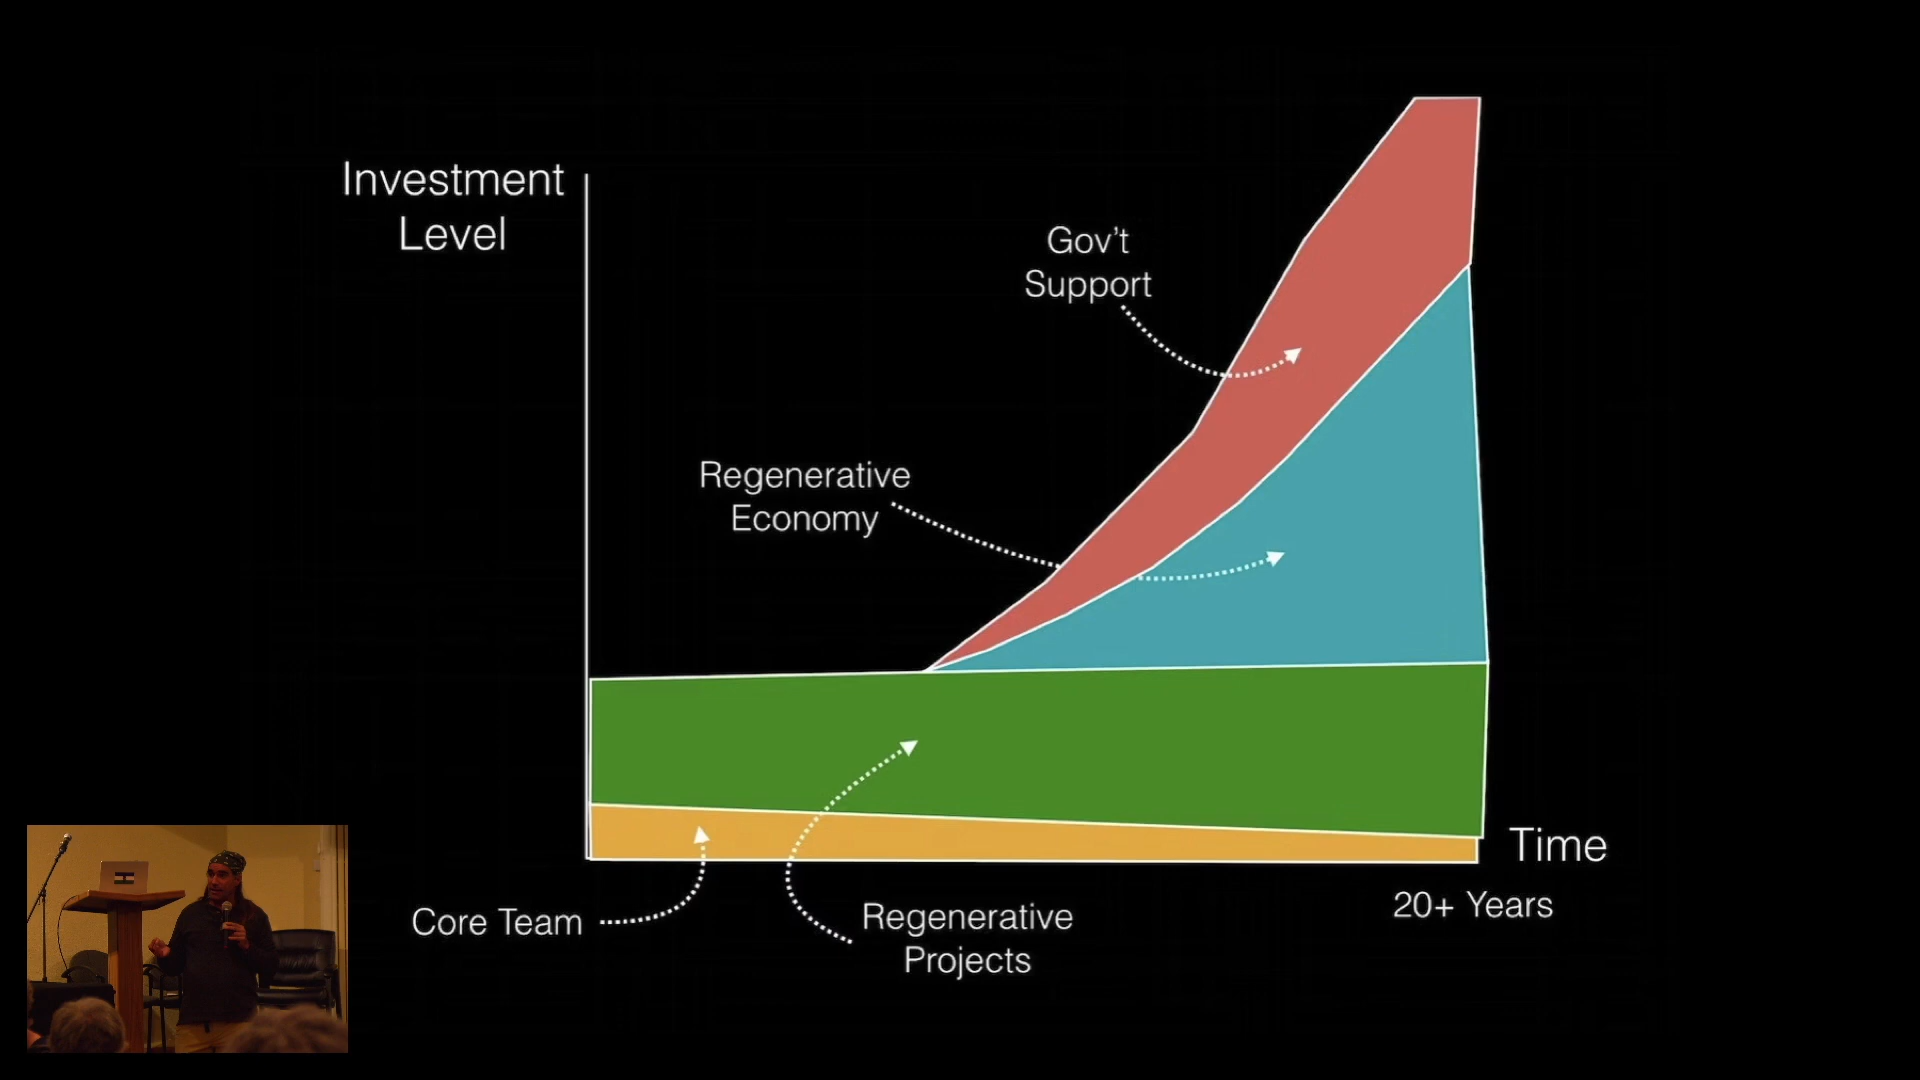 Investment
Level
Gov't
Support
Regenerative
Economy
Time
20+ Years
Core Team
Regenerative
Projects